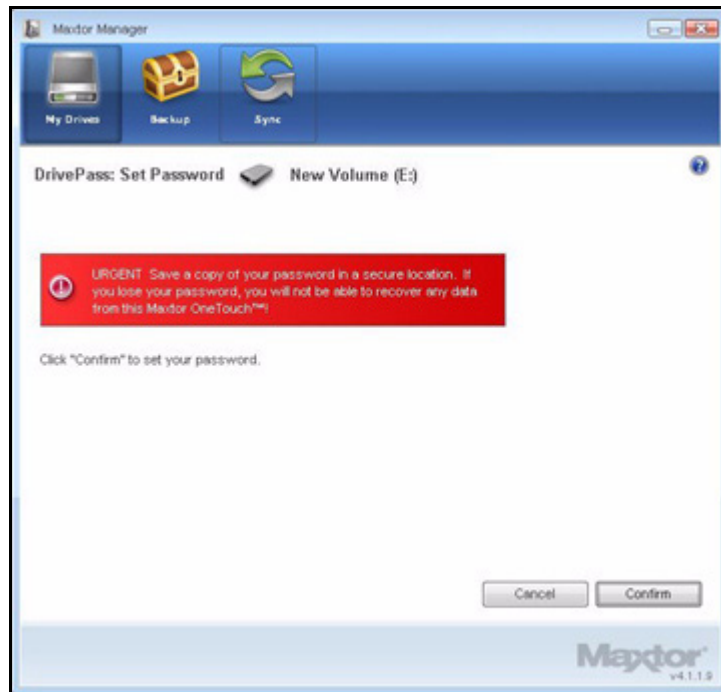 Maxtor Manager
My Drives Backup Sync
DrivePass: Set Password New Volume (E:)
URGENT Save a copy of your password in a secure location. If
you lose your password, you will not be able to recover any data
from this Maxtor OneTouch™!
Click "Confirm" to set your password.
Cancel Confirm
Maxtor
v4.1.1.9